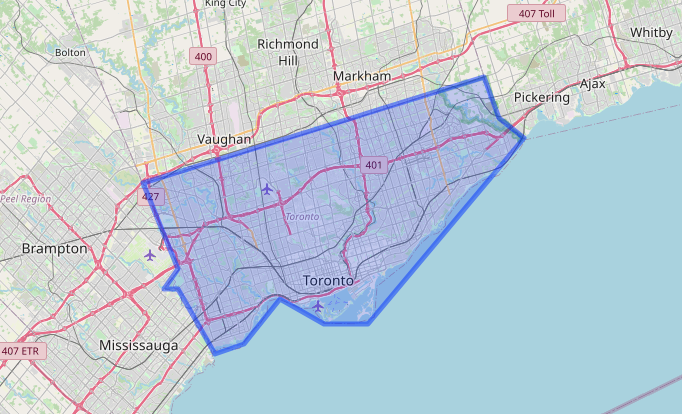 King City
407 Toll
Whitby
Bolton
400
Richmond
Hill
Markham
Ajax
Pickering
Vaughan
401
427
Peel Region
Toronto
Brampton
Toronto
Mississauga
407 ETR